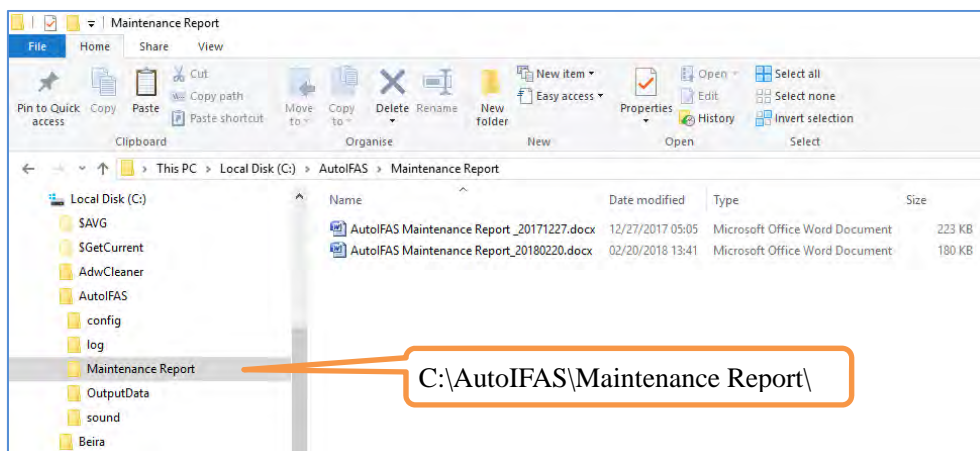 Maintenance Report
File Home Share View
Pin to Quick access
Copy
Paste
Cut
Copy path
Paste shortcut
Clipboard
Move to
Copy to
Delete
Rename
Organise
New folder
New item
Easy access
New
Properties
Open
Edit
History
Open
Select all
Select none
Invert selection
Select
This PC > Local Disk (C:) > AutoIFAS > Maintenance Report
Local Disk (C:)
$AVG
$GetCurrent
AdwCleaner
AutoIFAS
config
log
Maintenance Report
OutputData
sound
Beira
Name Date modified Type Size
AutoIFAS Maintenance Report _20171227.docx 12/27/2017 05:05 Microsoft Office Word Document 223 KB
AutoIFAS Maintenance Report_20180220.docx 02/20/2018 13:41 Microsoft Office Word Document 180 KB
C:\AutoIFAS\Maintenance Report\